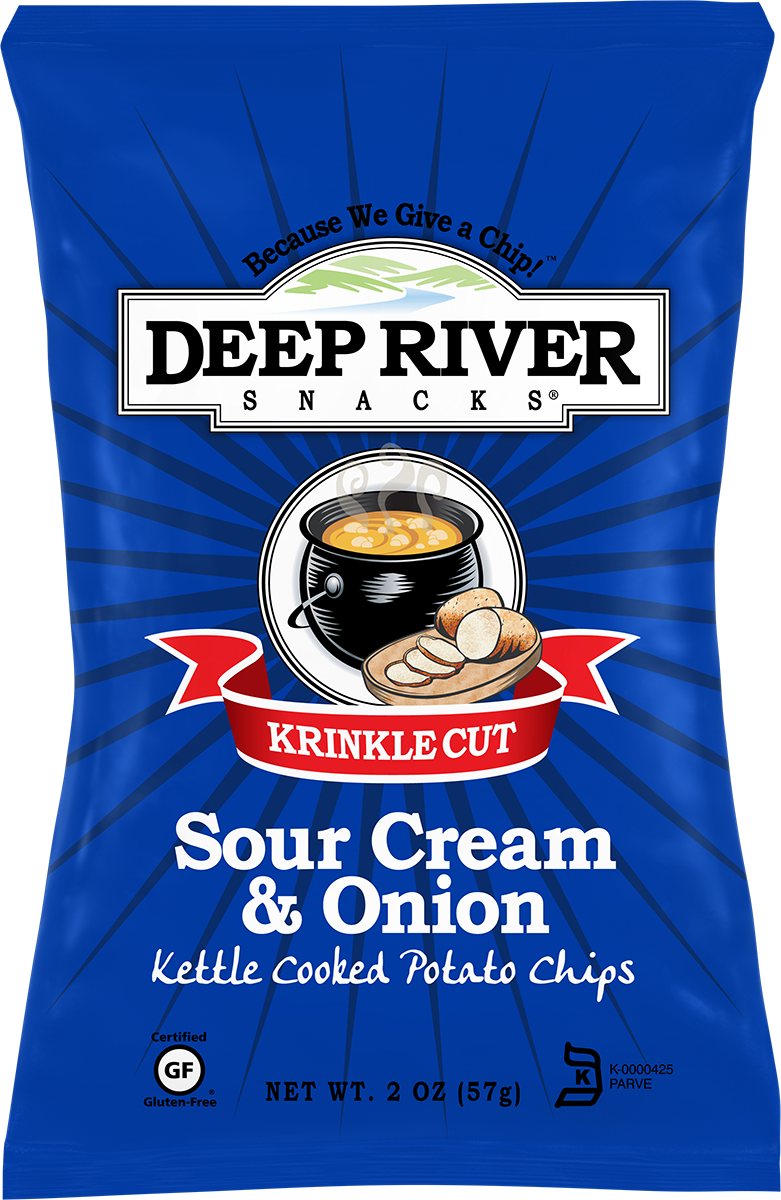 Because We Give a Chip!™
DEEP RIVER
SNACKS®
KRINKLE CUT
Sour Cream
& Onion
Kettle Cooked Potato Chips
Certified
GF
®
Gluten-Free
NET WT. 2 OZ (57g)
K
K-0000425
PARVE